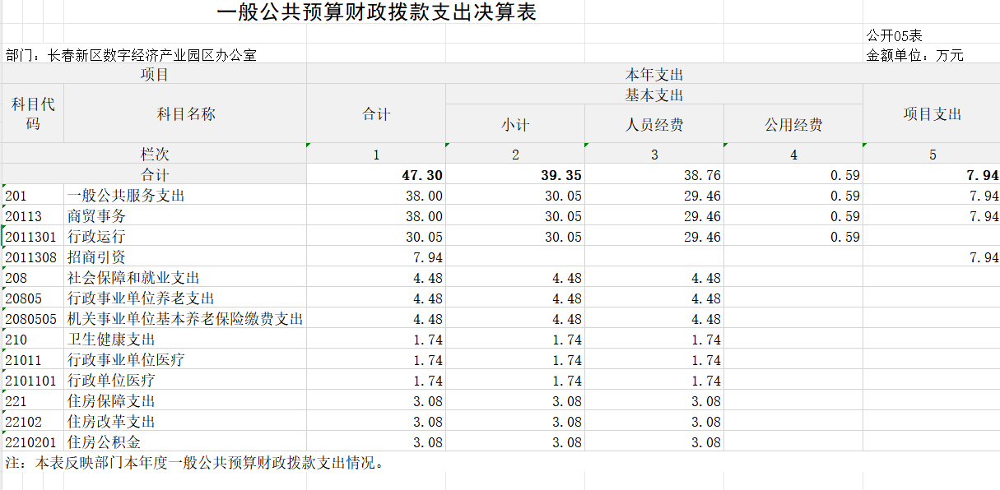 一般公共预算财政拨款支出决算表
公开05表
部门：长春新区数字经济产业园区办公室 金额单位：万元
项目 本年支出
科目代码 科目名称 合计 基本支出 项目支出
小计 人员经费 公用经费
栏次 1 2 3 4 5
合计 47.30 39.35 38.76 0.59 7.94
201 一般公共服务支出 38.00 30.05 29.46 0.59 7.94
20113 商贸事务 38.00 30.05 29.46 0.59 7.94
2011301 行政运行 30.05 30.05 29.46 0.59
2011308 招商引资 7.94 7.94
208 社会保障和就业支出 4.48 4.48 4.48
20805 行政事业单位养老支出 4.48 4.48 4.48
2080505 机关事业单位基本养老保险缴费支出 4.48 4.48 4.48
210 卫生健康支出 1.74 1.74 1.74
21011 行政事业单位医疗 1.74 1.74 1.74
2101101 行政单位医疗 1.74 1.74 1.74
221 住房保障支出 3.08 3.08 3.08
22102 住房改革支出 3.08 3.08 3.08
2210201 住房公积金 3.08 3.08 3.08
注：本表反映部门本年度一般公共预算财政拨款支出情况。